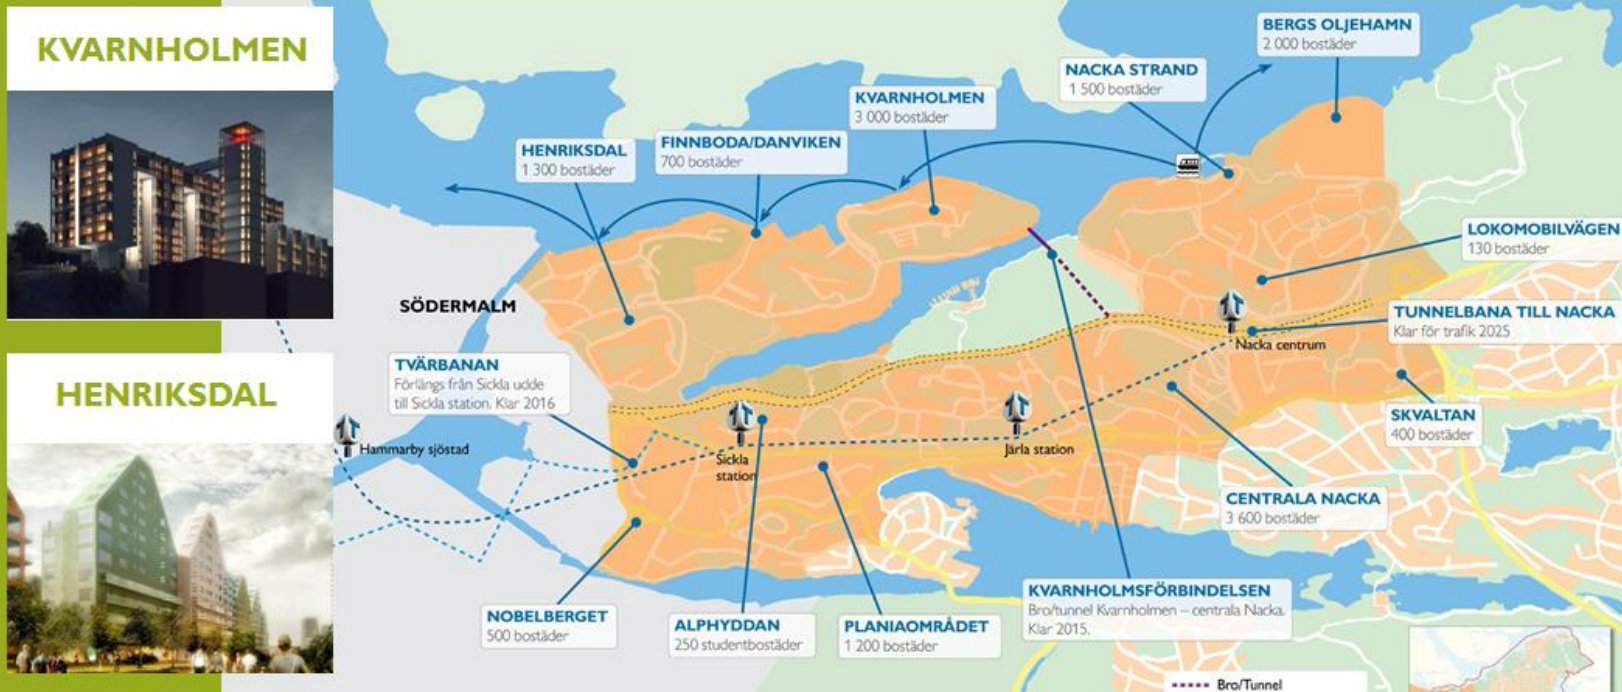 KVARNHOLMEN
HENRIKSDAL
BERGS OLJEHAMN
2 000 bostäder
NACKA STRAND
1 500 bostäder
KVARNHOLMEN
3 000 bostäder
FINNBODA/DANVIKEN
700 bostäder
HENRIKSDAL
1 300 bostäder
LOKOMOBILVÄGEN
130 bostäder
SÖDERMALM
TUNNELBANA TILL NACKA
Klar för trafik 2025
Nacka centrum
TVÄRBANAN
Förlängs från Sickla udde
till Sickla station. Klar 2016
SKVALTAN
400 bostäder
Hammarby sjöstad
Sickla
station
Järla station
CENTRALA NACKA
3 600 bostäder
KVARNHOLMSFÖRBINDELSEN
Bro/tunnel Kvarnholmen – centrala Nacka.
Klar 2015.
NOBELBERGET
500 bostäder
ALPHYDDAN
250 studentbostäder
PLANIAOMRÅDET
1 200 bostäder
Bro/Tunnel